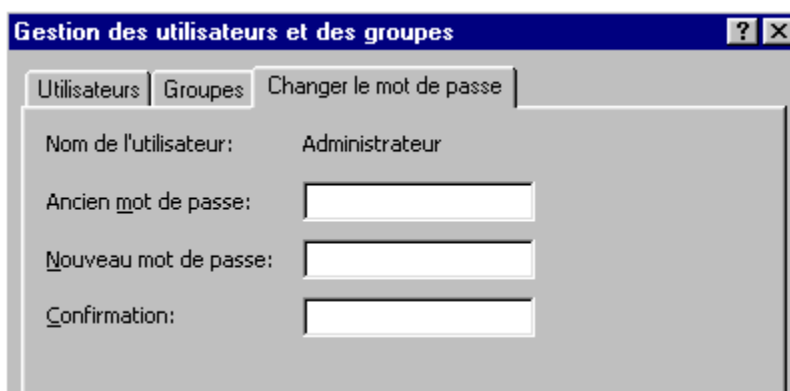 Gestion des utilisateurs et des groupes
Utilisateurs Groupes Changer le mot de passe
Nom de l'utilisateur: Administrateur
Ancien mot de passe:
Nouveau mot de passe:
Confirmation: